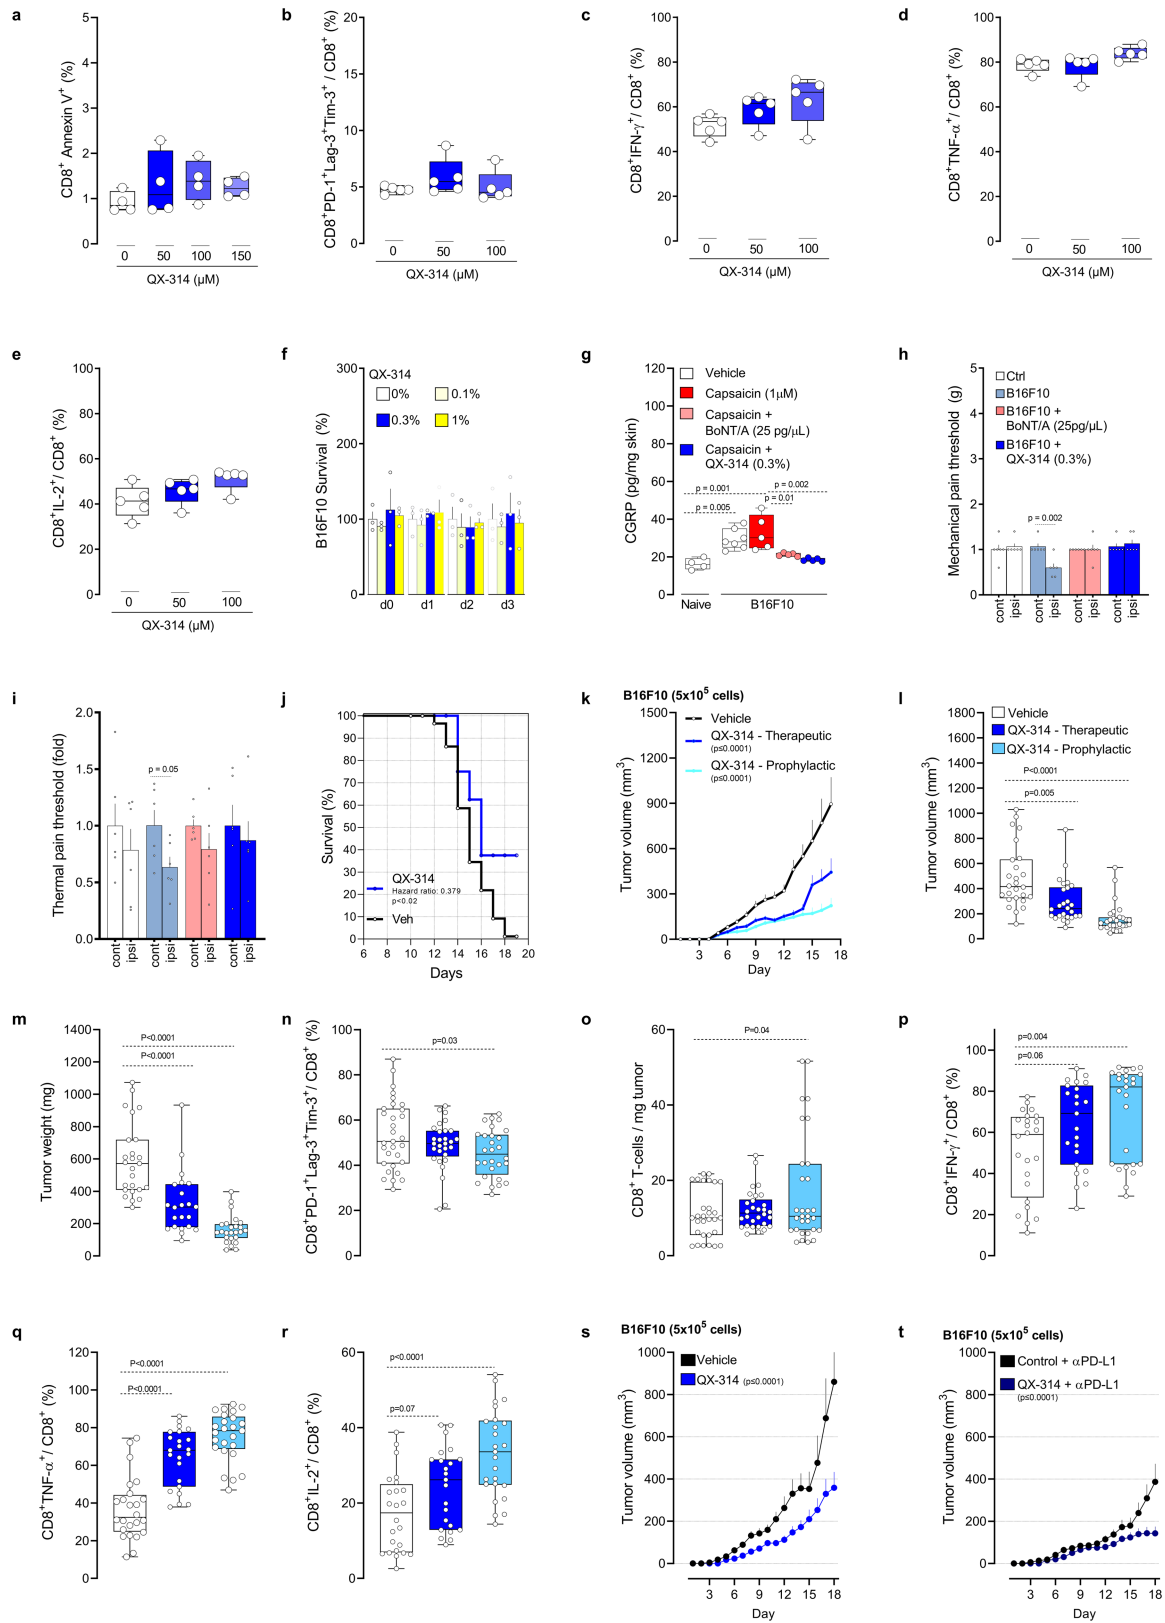 a
CD8+ Annexin V+ (%)
5
4
3
2
1
0
0 50 100 150
QX-314 (µM)
b
CD8+PD-1+Lag-3+Tim-3+ / CD8+ (%)
20
15
10
5
0
0 50 100
QX-314 (µM)
c
CD8+IFN-γ+/ CD8+ (%)
100
80
60
40
20
0
0 50 100
QX-314 (µM)
d
CD8+TNF-α+/ CD8+ (%)
100
80
60
40
20
0
0 50 100
QX-314 (µM)
e
CD8+IL-2+/ CD8+ (%)
100
80
60
40
20
0
0 50 100
QX-314 (µM)
f
B16F10 Survival (%)
300
200
100
0
QX-314
0% 0.1%
0.3% 1%
d0 d1 d2 d3
g
CGRP (pg/mg skin)
120
100
80
60
40
20
0
Vehicle
Capsaicin (1µM)
Capsaicin +
BoNT/A (25 pg/µL)
Capsaicin +
QX-314 (0.3%)
p = 0.001
p = 0.002
p = 0.005
p = 0.01
Naive B16F10
h
Mechanical pain threshold (g)
5
4
3
2
1
0
Ctrl
B16F10
B16F10 +
BoNT/A (25pg/µL)
B16F10 +
QX-314 (0.3%)
p = 0.002
cont ipsi cont ipsi cont ipsi cont ipsi
i
Thermal pain threshold (fold)
2.0
1.5
1.0
0.5
0.0
p = 0.05
cont ipsi cont ipsi cont ipsi cont ipsi
j
Survival (%)
100
90
80
70
60
50
40
30
20
10
0
QX-314
Hazard ratio: 0.379
p<0.02
Veh
6 8 10 12 14 16 18 20
Days
k
B16F10 (5x10⁵ cells)
Tumor volume (mm³)
1500
1200
900
600
300
0
Vehicle
QX-314 - Therapeutic
(p≤0.0001)
QX-314 - Prophylactic
(p≤0.0001)
3 6 9 12 15 18
Day
l
Tumor volume (mm³)
1800
1600
1400
1200
1000
800
600
400
200
0
Vehicle
QX-314 - Therapeutic
QX-314 - Prophylactic
P<0.0001
p=0.005
m
Tumor weight (mg)
1400
1200
1000
800
600
400
200
0
P<0.0001
P<0.0001
n
CD8+PD-1+Lag-3+Tim-3+/ CD8+ (%)
100
80
60
40
20
0
p=0.03
o
CD8+ T-cells / mg tumor
60
40
20
0
P=0.04
p
CD8+IFN-γ+/ CD8+ (%)
100
80
60
40
20
0
p=0.004
p=0.06
q
CD8+TNF-α+/ CD8+ (%)
120
100
80
60
40
20
0
P<0.0001
P<0.0001
r
CD8+IL-2+/ CD8+ (%)
60
40
20
0
p<0.0001
p=0.07
s
B16F10 (5x10⁵ cells)
Tumor volume (mm³)
1000
800
600
400
200
0
Vehicle
QX-314 (p≤0.0001)
3 6 9 12 15 18
Day
t
B16F10 (5x10⁵ cells)
Tumor volume (mm³)
1000
800
600
400
200
0
Control + αPD-L1
QX-314 + αPD-L1
(p≤0.0001)
3 6 9 12 15 18
Day